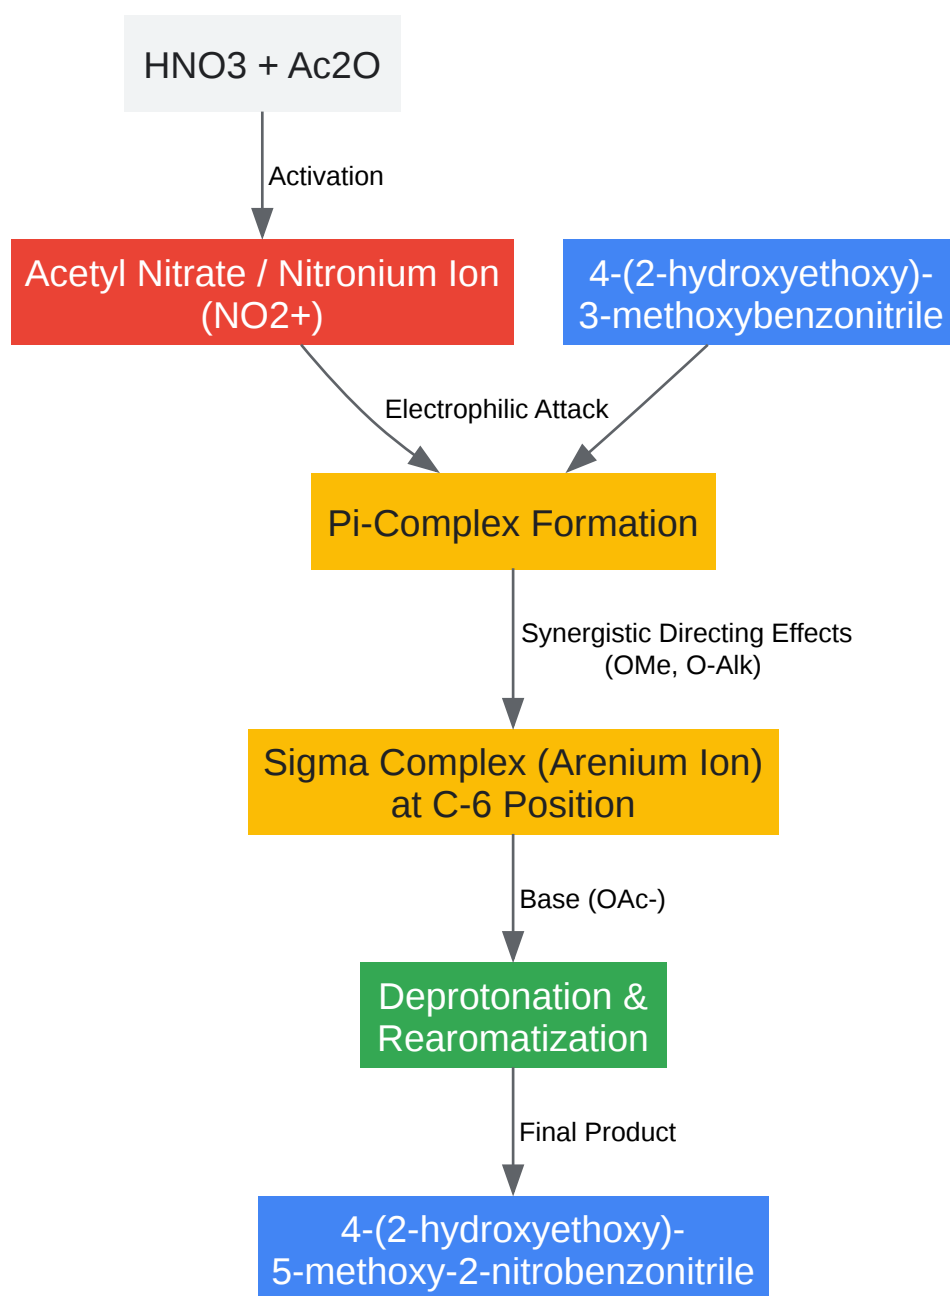 HNO3 + Ac2O
Activation
Acetyl Nitrate / Nitronium Ion
(NO2+)
4-(2-hydroxyethoxy)-
3-methoxybenzonitrile
Electrophilic Attack
Pi-Complex Formation
Synergistic Directing Effects
(OMe, O-Alk)
Sigma Complex (Arenium Ion)
at C-6 Position
Base (OAc-)
Deprotonation &
Rearomatization
Final Product
4-(2-hydroxyethoxy)-
5-methoxy-2-nitrobenzonitrile